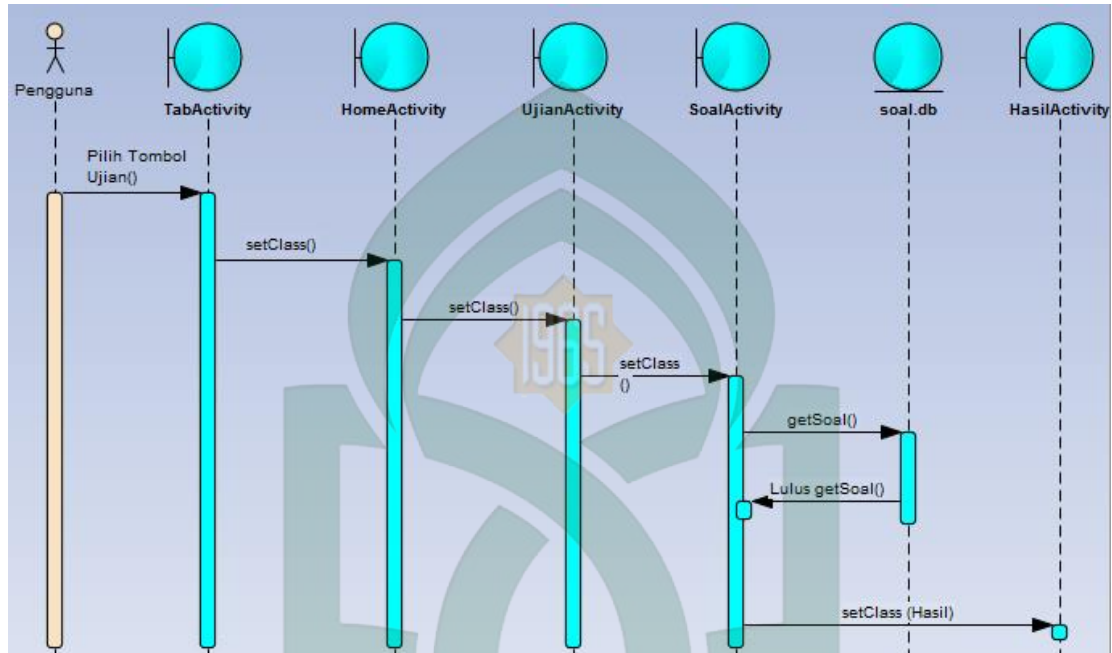 Pengguna
TabActivity
HomeActivity
UjianActivity
SoalActivity
soal.db
HasilActivity
Pilih Tombol
Ujian()
setClass()
setClass()
setClass
()
getSoal()
Lulus getSoal()
setClass (Hasil)
1965